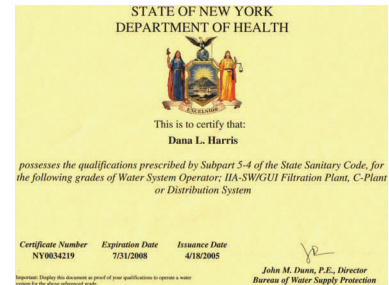 STATE OF NEW YORK
DEPARTMENT OF HEALTH
EXCELSIOR
This is to certify that:
Dana L. Harris
possesses the qualifications prescribed by Subpart 5-4 of the State Sanitary Code, for
the following grades of Water System Operator; IIA-SW/GUI Filtration Plant, C-Plant
or Distribution System
Certificate Number Expiration Date Issuance Date
NY0034219 7/31/2008 4/18/2005
John M. Dunn, P.E., Director
Bureau of Water Supply Protection
Important: Display this document as proof of your qualifications to operate a water
system for the above referenced grade.